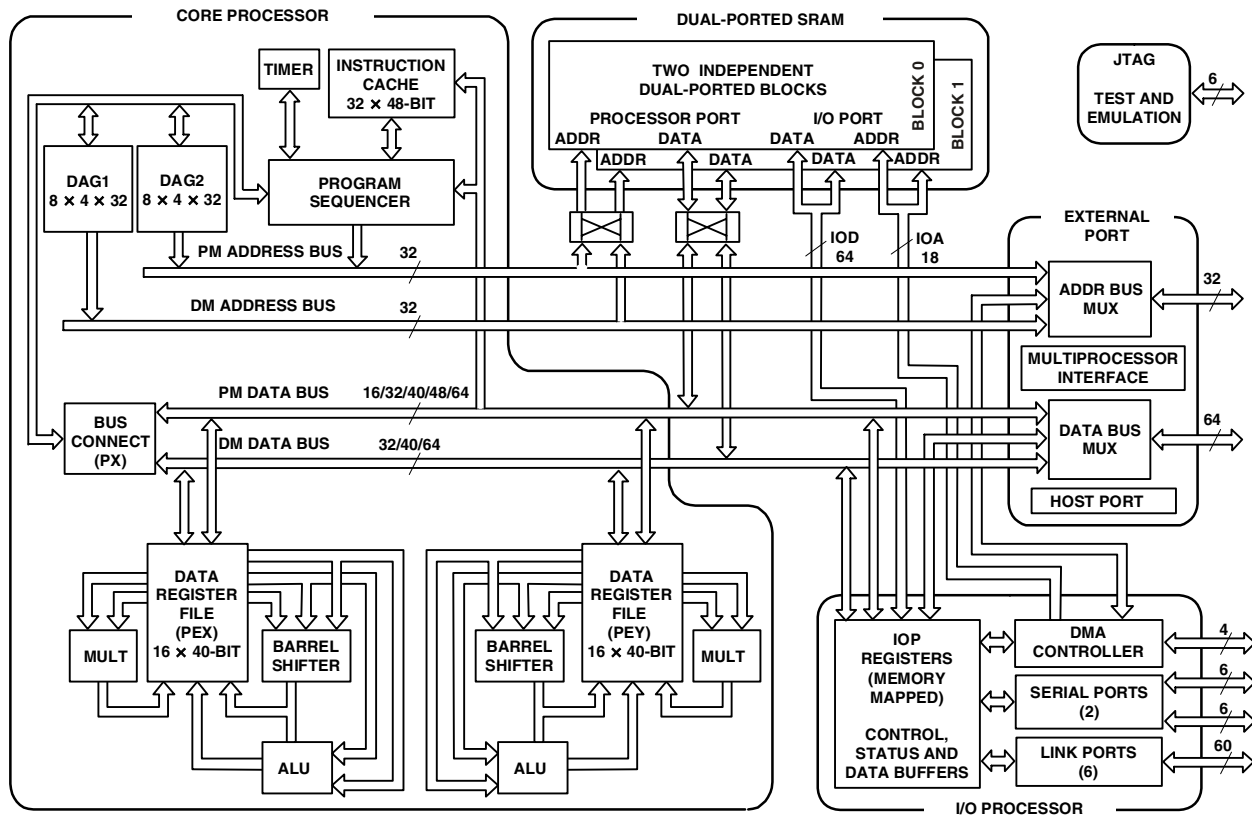 CORE PROCESSOR
TIMER
INSTRUCTION
CACHE
32 × 48-BIT
DAG1
8 × 4 × 32
DAG2
8 × 4 × 32
PROGRAM
SEQUENCER
PM ADDRESS BUS
32
DM ADDRESS BUS
32
PM DATA BUS
16/32/40/48/64
DM DATA BUS
32/40/64
BUS
CONNECT
(PX)
DATA
REGISTER
FILE
(PEX)
16 × 40-BIT
MULT
BARREL
SHIFTER
ALU
DATA
REGISTER
FILE
(PEY)
16 × 40-BIT
BARREL
SHIFTER
MULT
ALU
DUAL-PORTED SRAM
TWO INDEPENDENT
DUAL-PORTED BLOCKS
BLOCK 0
BLOCK 1
PROCESSOR PORT
I/O PORT
ADDR
DATA
DATA
ADDR
ADDR
DATA
DATA
ADDR
IOD
64
IOA
18
JTAG
TEST AND
EMULATION
6
EXTERNAL
PORT
ADDR BUS
MUX
32
MULTIPROCESSOR
INTERFACE
DATA BUS
MUX
64
HOST PORT
IOP
REGISTERS
(MEMORY
MAPPED)
CONTROL,
STATUS AND
DATA BUFFERS
DMA
CONTROLLER
4
SERIAL PORTS
(2)
6
6
LINK PORTS
(6)
60
I/O PROCESSOR